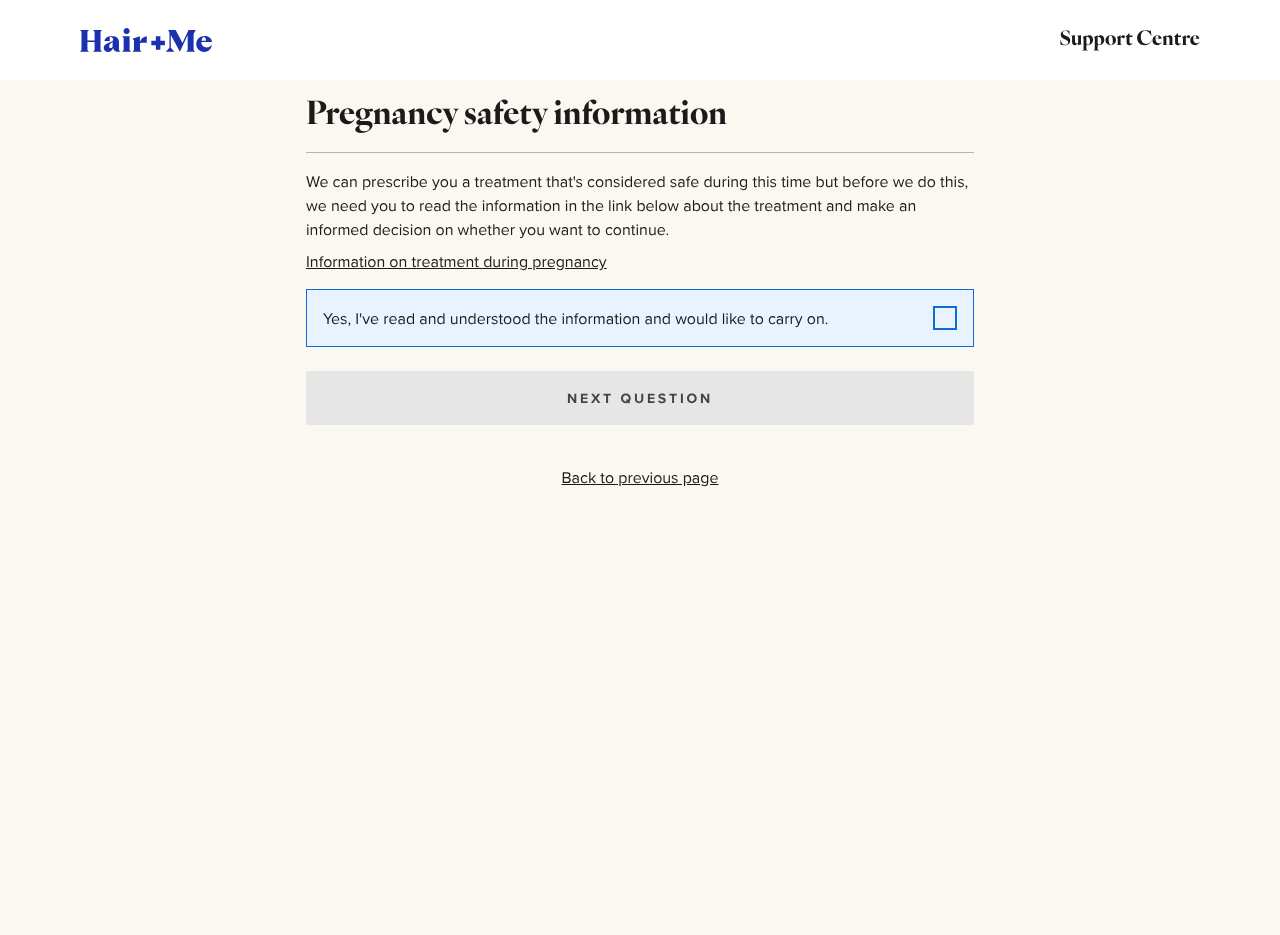 Hair+Me
Support Centre
Pregnancy safety information
We can prescribe you a treatment that's considered safe during this time but before we do this,
we need you to read the information in the link below about the treatment and make an
informed decision on whether you want to continue.
Information on treatment during pregnancy
Yes, I've read and understood the information and would like to carry on.
NEXT QUESTION
Back to previous page